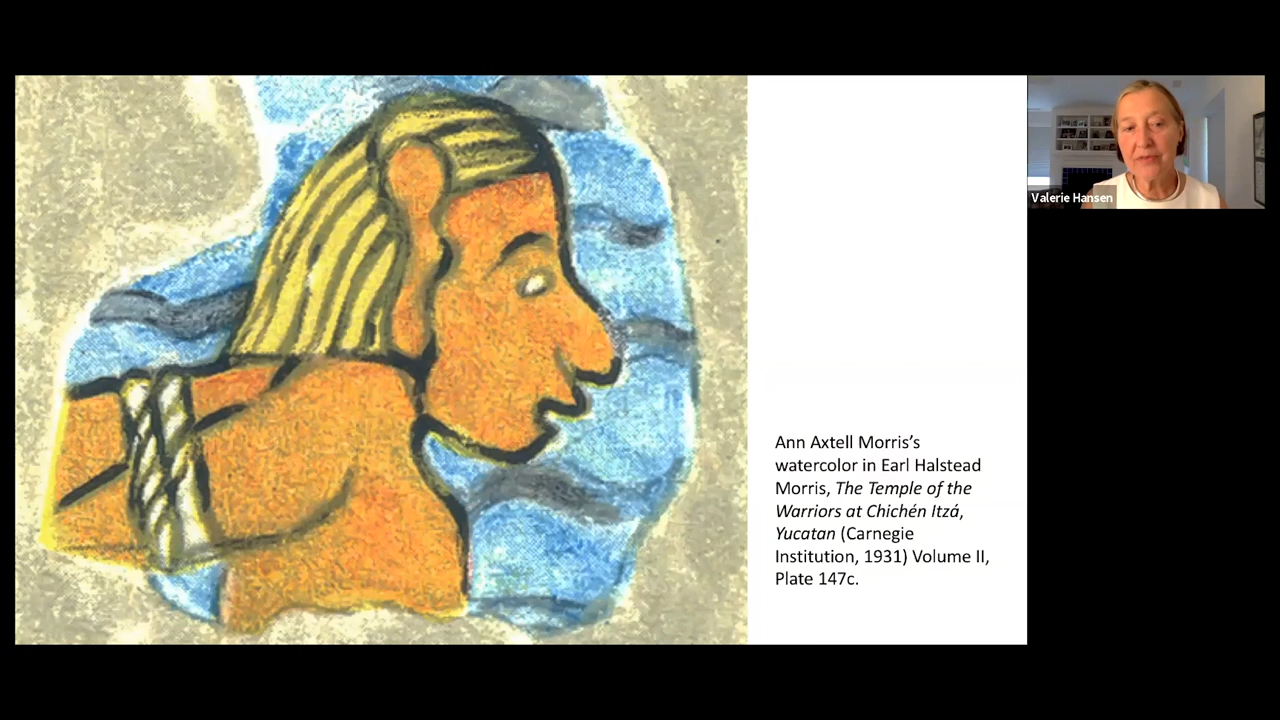 Valerie Hansen
Ann Axtell Morris’s
watercolor in Earl Halstead
Morris, The Temple of the
Warriors at Chichén Itzá,
Yucatan (Carnegie
Institution, 1931) Volume II,
Plate 147c.